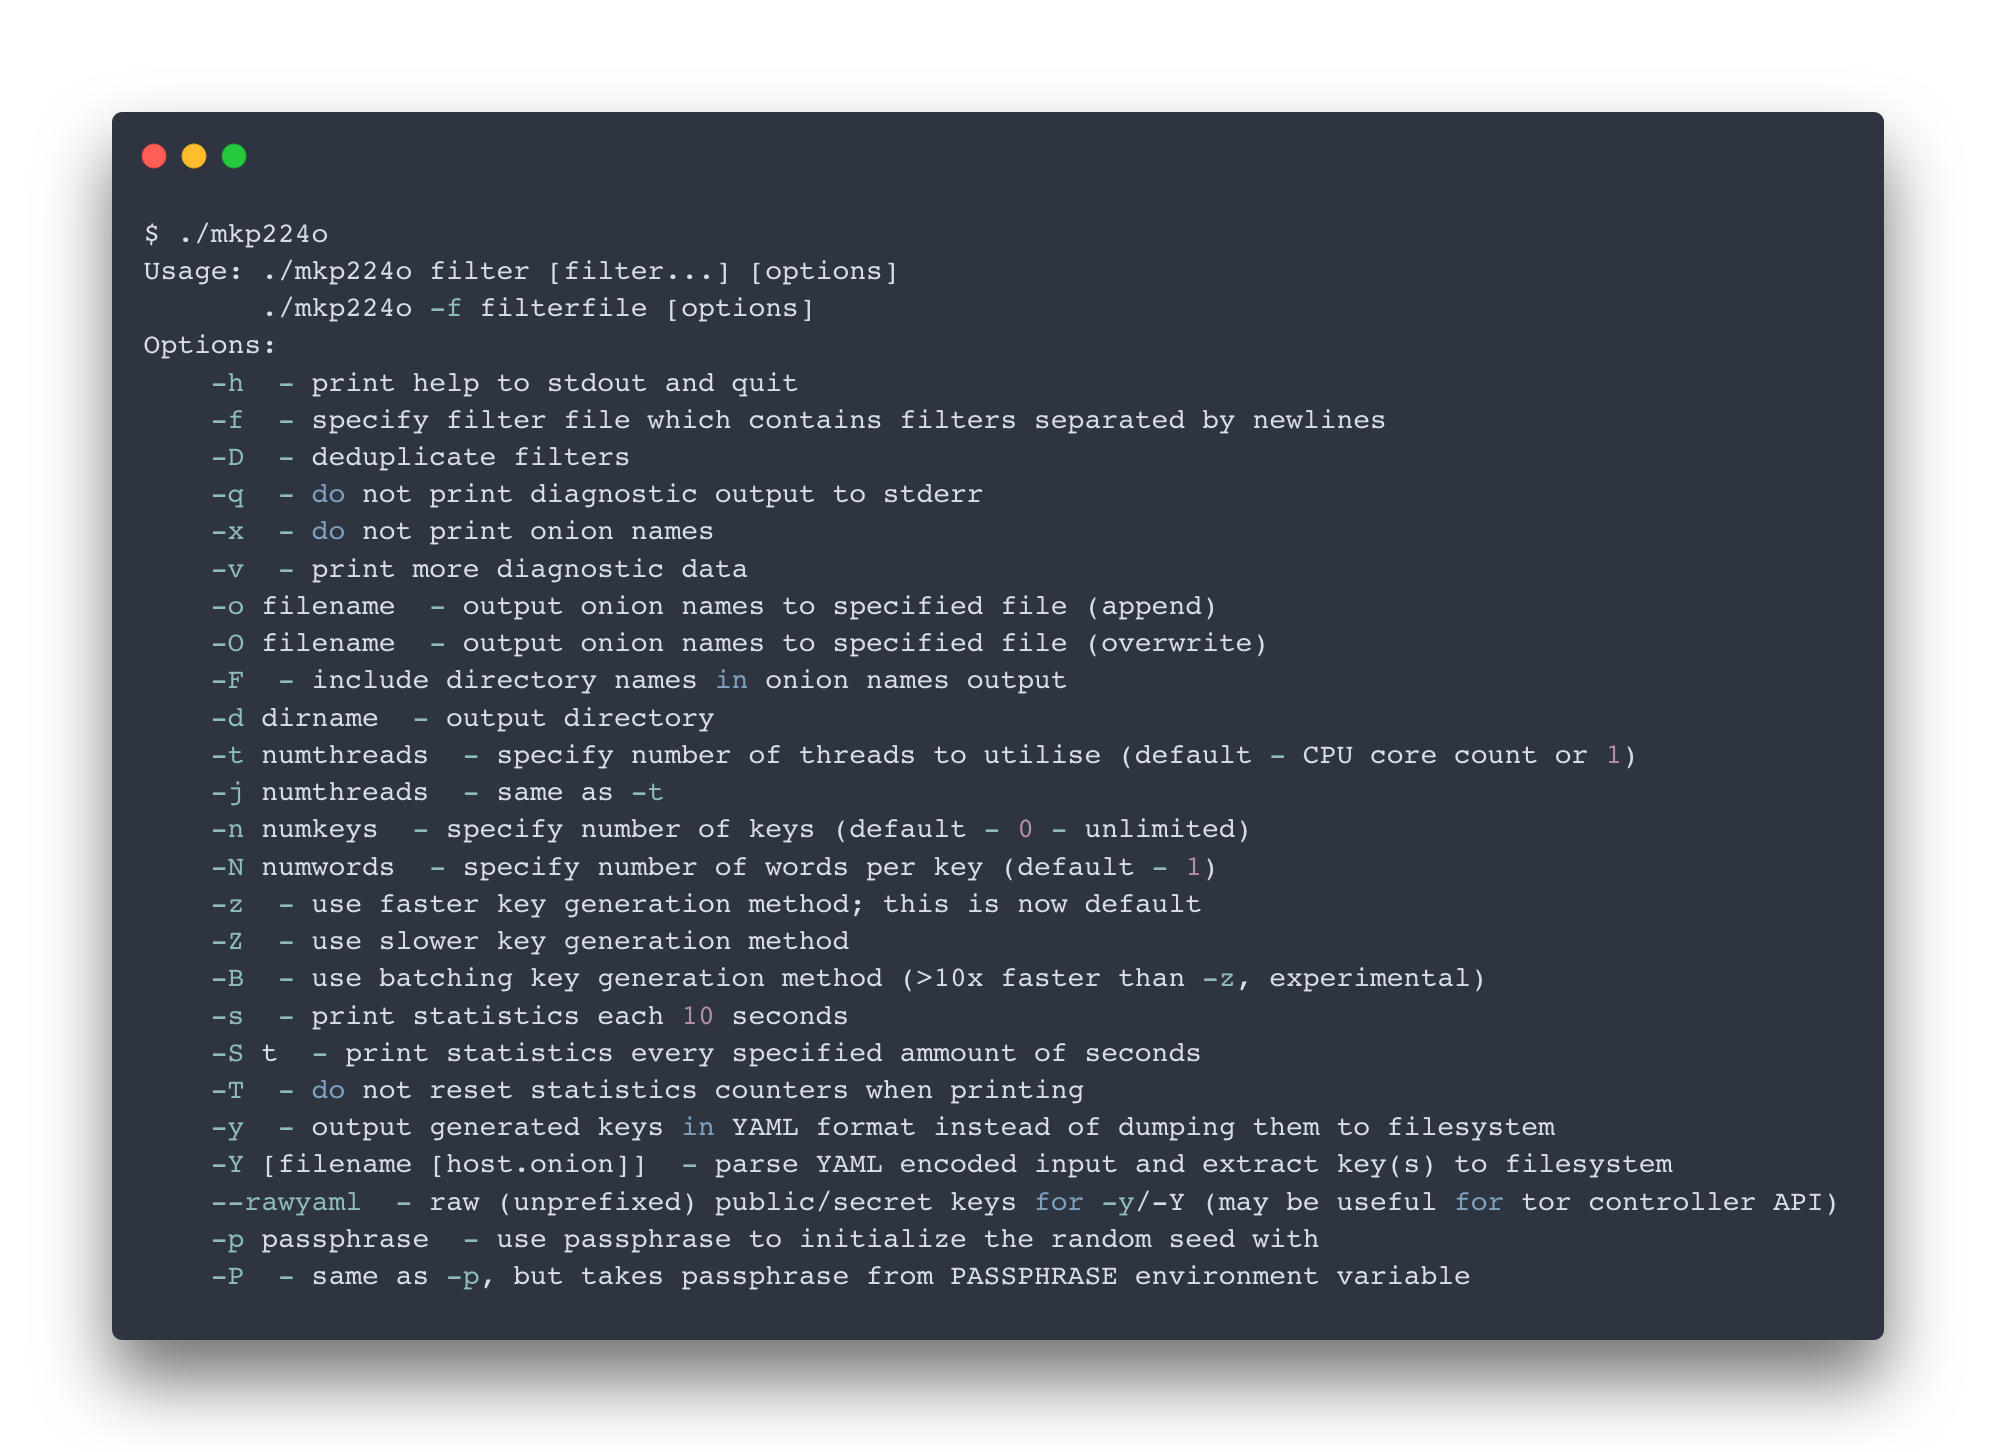 $ ./mkp224o
Usage: ./mkp224o filter [filter...] [options]
       ./mkp224o -f filterfile [options]
Options:
    -h  - print help to stdout and quit
    -f  - specify filter file which contains filters separated by newlines
    -D  - deduplicate filters
    -q  - do not print diagnostic output to stderr
    -x  - do not print onion names
    -v  - print more diagnostic data
    -o filename  - output onion names to specified file (append)
    -O filename  - output onion names to specified file (overwrite)
    -F  - include directory names in onion names output
    -d dirname  - output directory
    -t numthreads  - specify number of threads to utilise (default - CPU core count or 1)
    -j numthreads  - same as -t
    -n numkeys  - specify number of keys (default - 0 - unlimited)
    -N numwords  - specify number of words per key (default - 1)
    -z  - use faster key generation method; this is now default
    -Z  - use slower key generation method
    -B  - use batching key generation method (>10x faster than -z, experimental)
    -s  - print statistics each 10 seconds
    -S t  - print statistics every specified ammount of seconds
    -T  - do not reset statistics counters when printing
    -y  - output generated keys in YAML format instead of dumping them to filesystem
    -Y [filename [host.onion]]  - parse YAML encoded input and extract key(s) to filesystem
    --rawyaml  - raw (unprefixed) public/secret keys for -y/-Y (may be useful for tor controller API)
    -p passphrase  - use passphrase to initialize the random seed with
    -P  - same as -p, but takes passphrase from PASSPHRASE environment variable